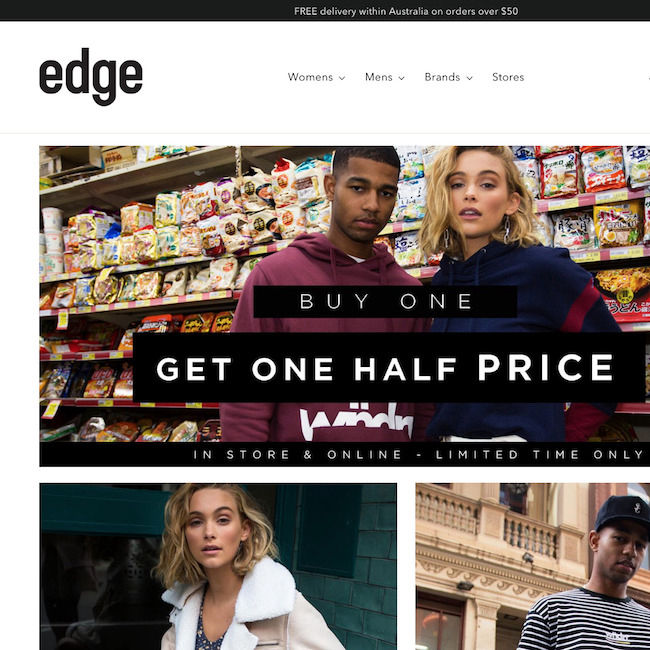 FREE delivery within Australia on orders over $50
edge
Womens Mens Brands Stores
BUY ONE
GET ONE HALF PRICE
IN STORE & ONLINE - LIMITED TIME ONLY